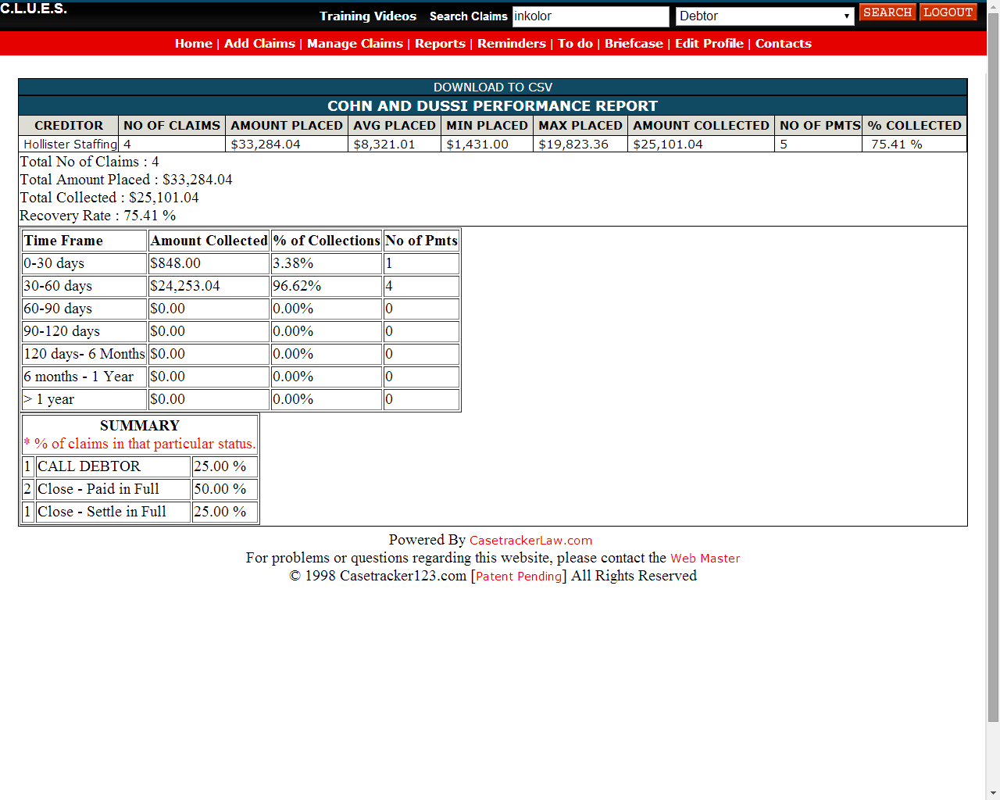 C.L.U.E.S.
Training Videos Search Claims inkolor Debtor SEARCH LOGOUT
Home | Add Claims | Manage Claims | Reports | Reminders | To do | Briefcase | Edit Profile | Contacts
DOWNLOAD TO CSV
COHN AND DUSSI PERFORMANCE REPORT
CREDITOR NO OF CLAIMS AMOUNT PLACED AVG PLACED MIN PLACED MAX PLACED AMOUNT COLLECTED NO OF PMTS % COLLECTED
Hollister Staffing 4 $33,284.04 $8,321.01 $1,431.00 $19,823.36 $25,101.04 5 75.41 %
Total No of Claims : 4
Total Amount Placed : $33,284.04
Total Collected : $25,101.04
Recovery Rate : 75.41 %
Time Frame Amount Collected % of Collections No of Pmts
0-30 days $848.00 3.38% 1
30-60 days $24,253.04 96.62% 4
60-90 days $0.00 0.00% 0
90-120 days $0.00 0.00% 0
120 days- 6 Months $0.00 0.00% 0
6 months - 1 Year $0.00 0.00% 0
> 1 year $0.00 0.00% 0
SUMMARY
* % of claims in that particular status.
1 CALL DEBTOR 25.00 %
2 Close - Paid in Full 50.00 %
1 Close - Settle in Full 25.00 %
Powered By CasetrackerLaw.com
For problems or questions regarding this website, please contact the Web Master
© 1998 Casetracker123.com [Patent Pending] All Rights Reserved